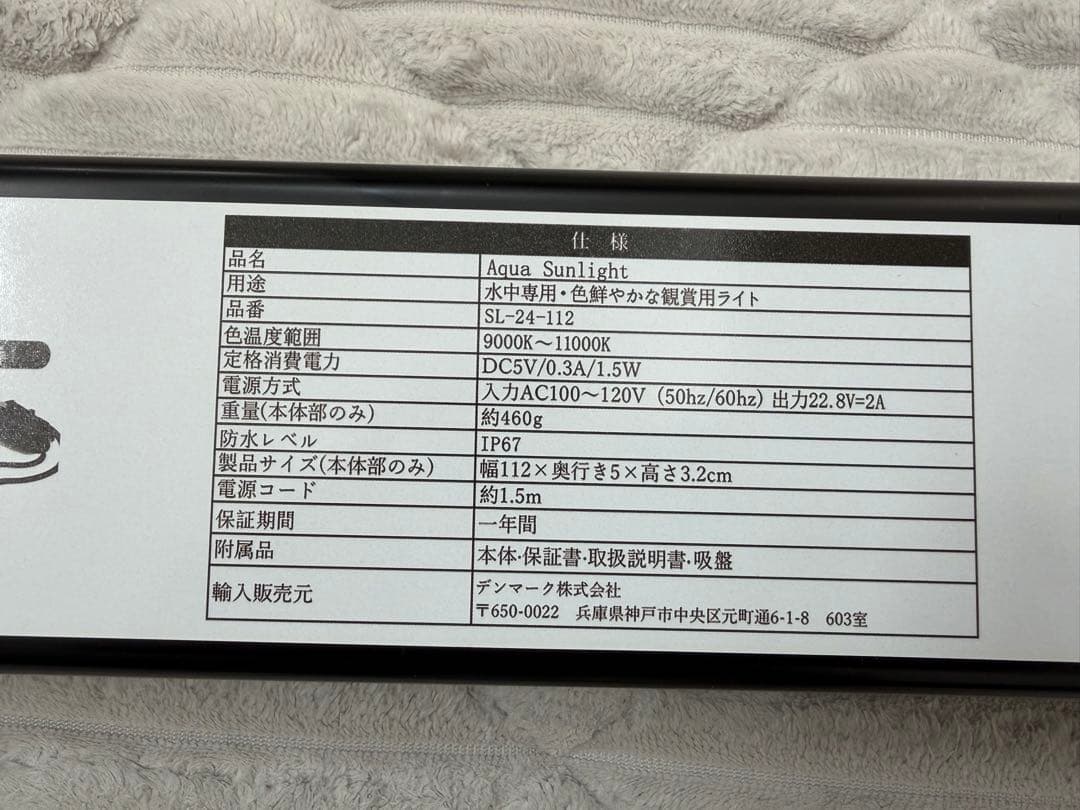 仕 様
品名 Aqua Sunlight
用途 水中専用・色鮮やかな観賞用ライト
品番 SL-24-112
色温度範囲 9000K～11000K
定格消費電力 DC5V/0.3A/1.5W
電源方式 入力AC100～120V（50hz/60hz）出力22.8V=2A
重量(本体部のみ) 約460g
防水レベル IP67
製品サイズ(本体部のみ) 幅112×奥行き5×高さ3.2cm
電源コード 約1.5m
保証期間 一年間
附属品 本体·保証書·取扱説明書·吸盤
輸入販売元 デンマーク株式会社
〒650-0022 兵庫県神戸市中央区元町通6-1-8 603室